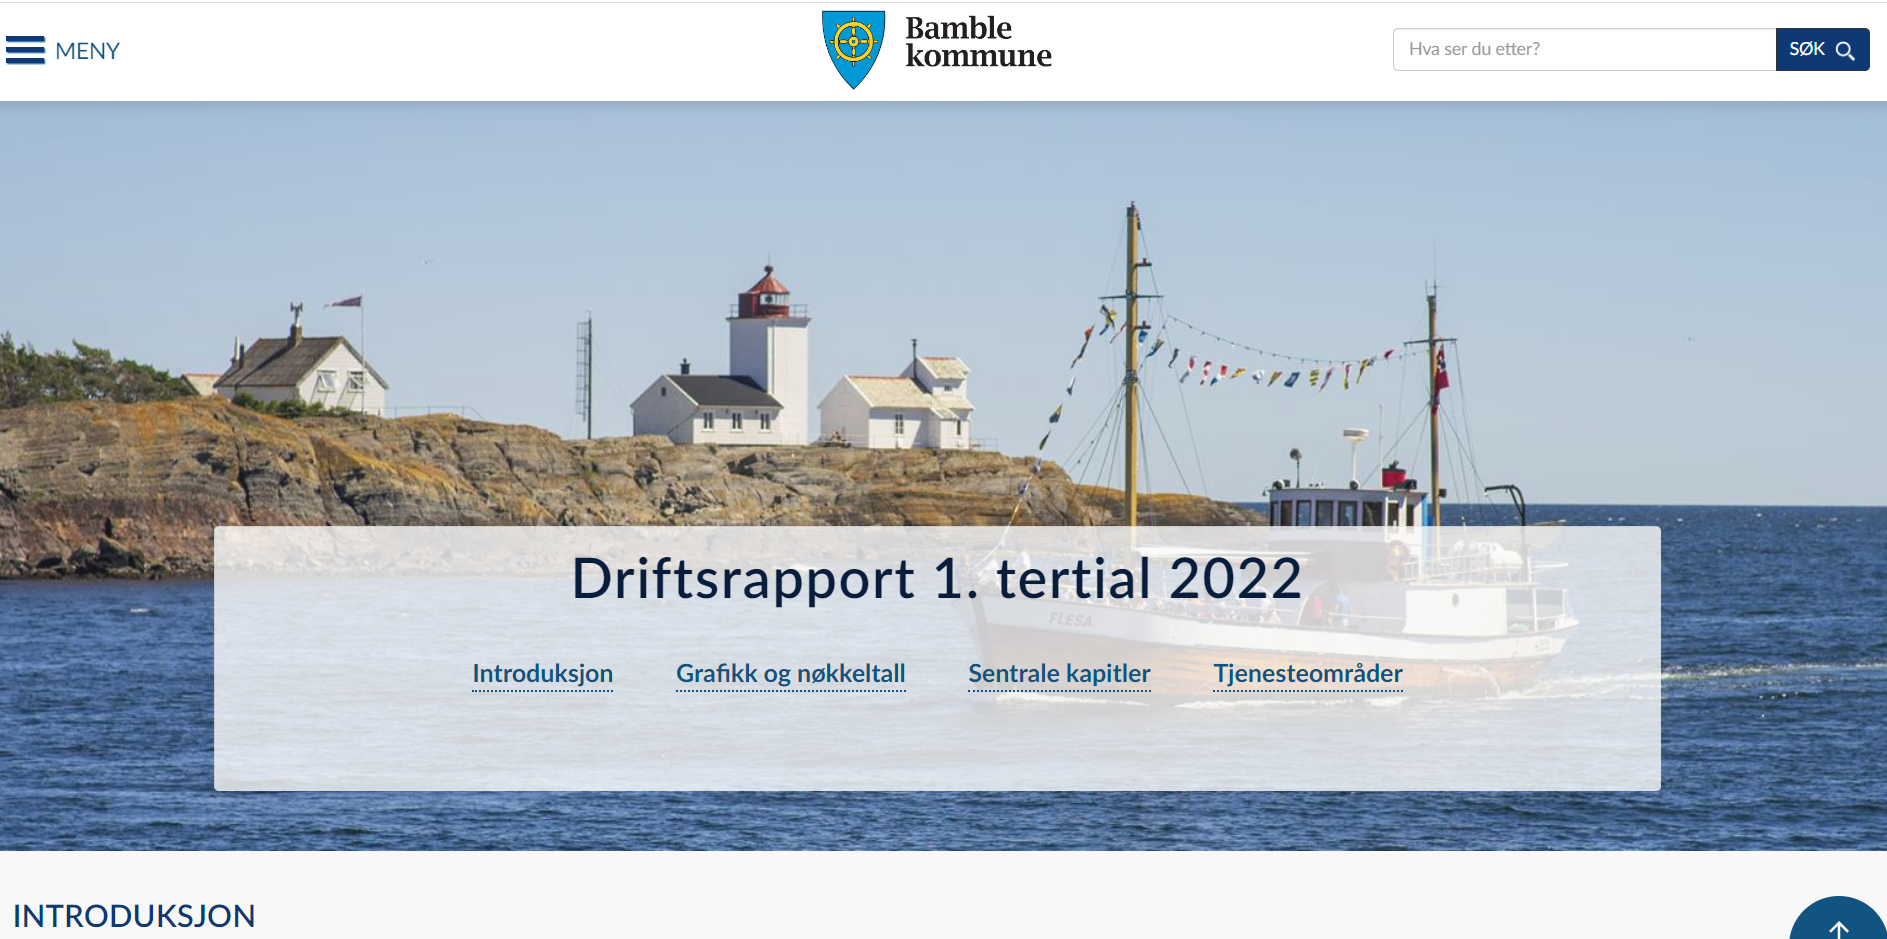 MENY
Bamble
kommune
Hva ser du etter?
SØK
Driftsrapport 1. tertial 2022
FLESA
Introduksjon
Grafikk og nøkkeltall
Sentrale kapitler
Tjenesteområder
INTRODUKSJON